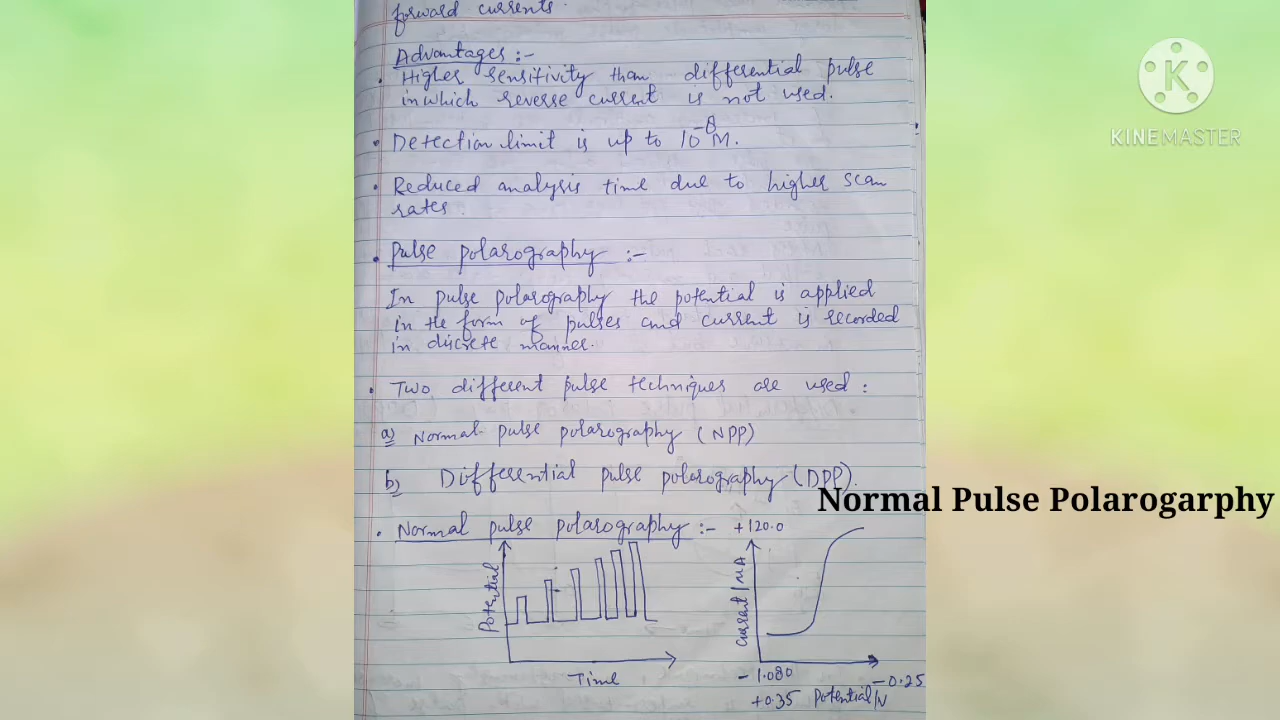 forward currents.
Advantages :-
• Higher sensitivity than differential pulse
in which reverse current is not used.
• Detection limit is up to 10⁻⁸M.
• Reduced analysis time due to higher scan
rates.
• Pulse polarography :-
In pulse polarography the potential is applied
in the form of pulses and current is recorded
in discrete manner.
• Two different pulse techniques are used :
a) Normal pulse polarography (NPP)
b) Differential pulse polarography (DPP).
Normal Pulse Polarogarphy
• Normal pulse polarography :-
Potential
Time
+120.0
Current/MA
-1.080
+0.35 Potential/V
-0.25
KINEMASTER